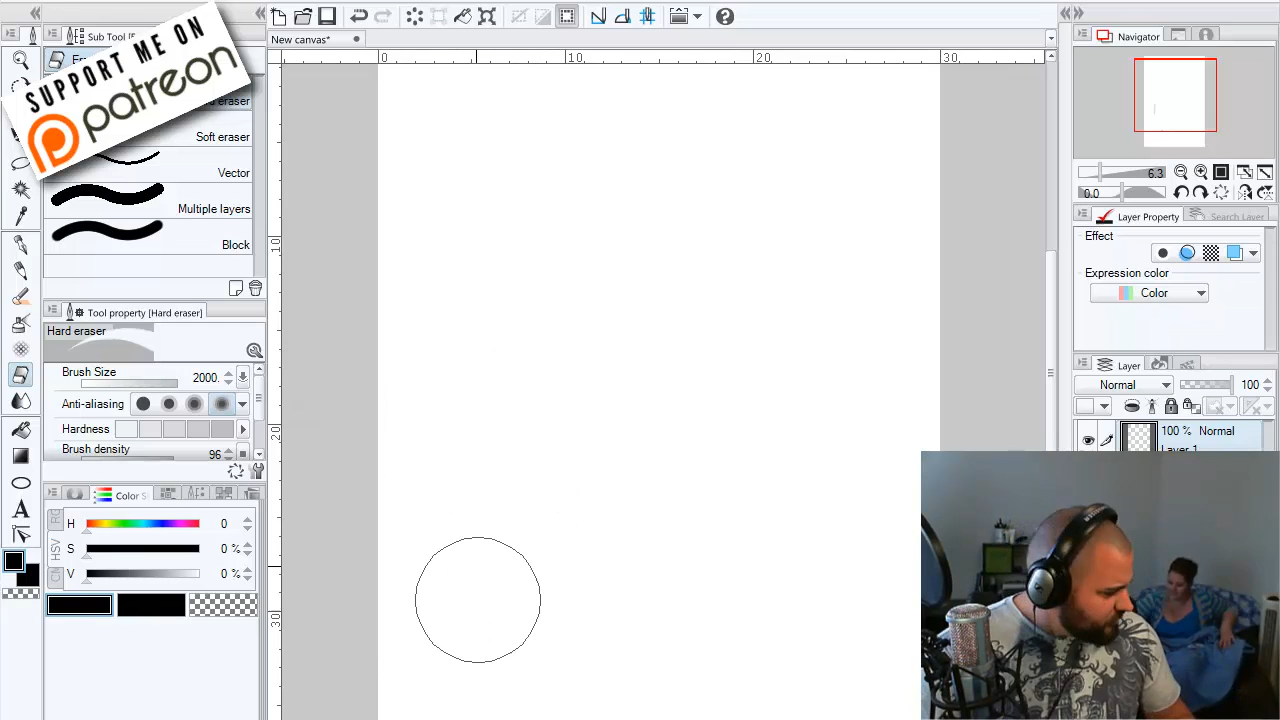 SUPPORT ME ON
patreon
Sub Tool [
New canvas*
Navigator
0
10
20
30
Soft eraser
Vector
Multiple layers
Block
6.3
0.0
Layer Property
Search Layer
Effect
Expression color
Color
10
20
30
Tool property [Hard eraser]
Hard eraser
Brush Size
2000.
Anti-aliasing
Hardness
Brush density
96
Layer
Normal
100
100 % Normal
Layer 1
Color S
HSV
H
0
S
0 %
V
0 %
A